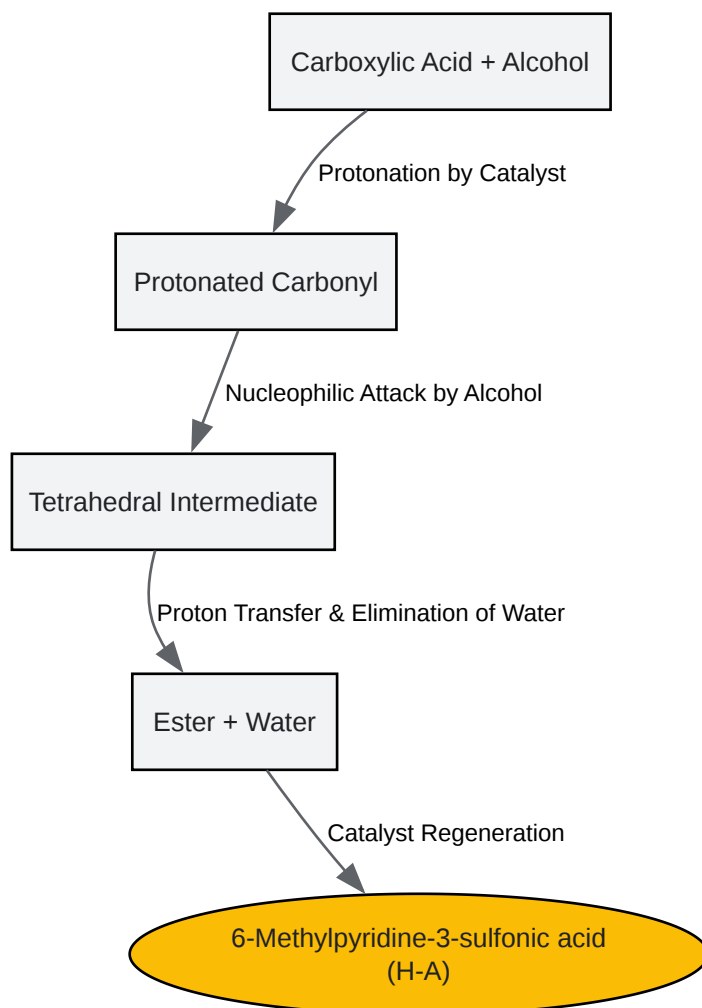 Carboxylic Acid + Alcohol
Protonation by Catalyst
Protonated Carbonyl
Nucleophilic Attack by Alcohol
Tetrahedral Intermediate
Proton Transfer & Elimination of Water
Ester + Water
Catalyst Regeneration
6-Methylpyridine-3-sulfonic acid
(H-A)